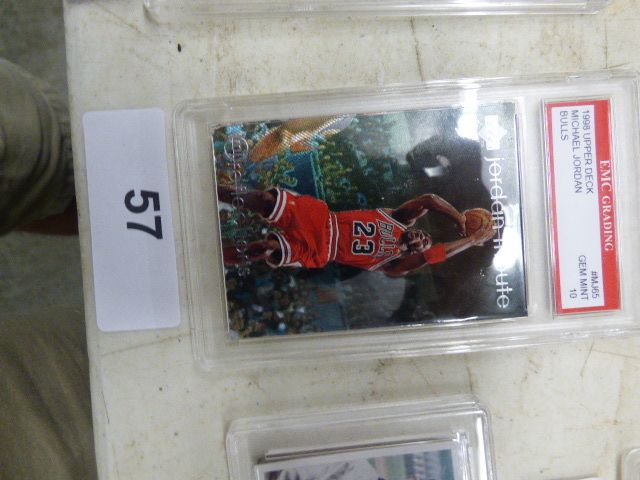 57
EMC GRADING
1998 UPPER DECK
#MJ65
MICHAEL JORDAN
GEM MINT
BULLS
10
jordan tribute
BULLS
23